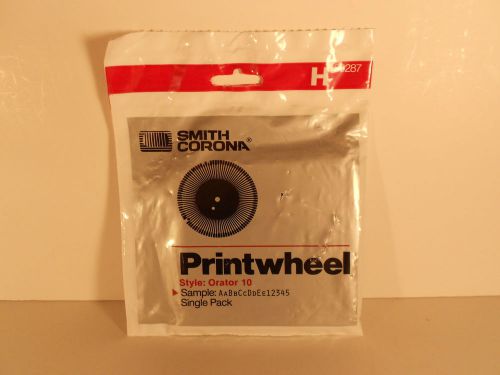 H 287
SMITH
CORONA®
Printwheel
Style: Orator 10
Sample: AABBCCDDEE12345
Single Pack